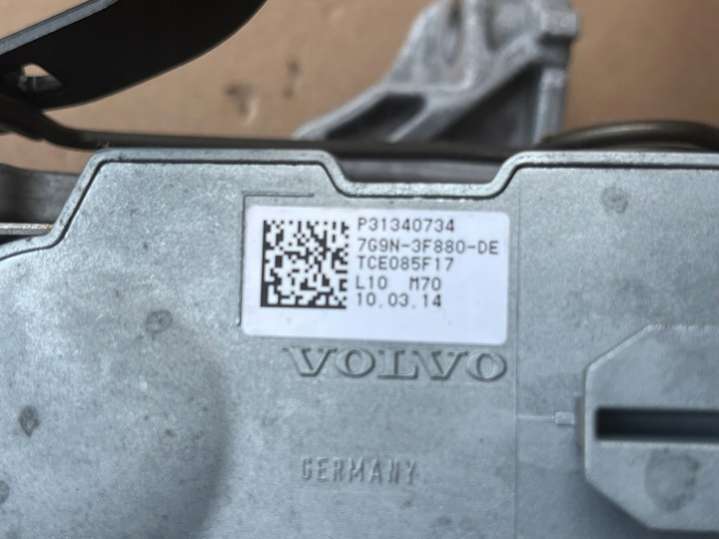 P31340734
7G9N-3F880-DE
TCE085F17
L10 M70
10.03.14
VOLVO
GERMANY